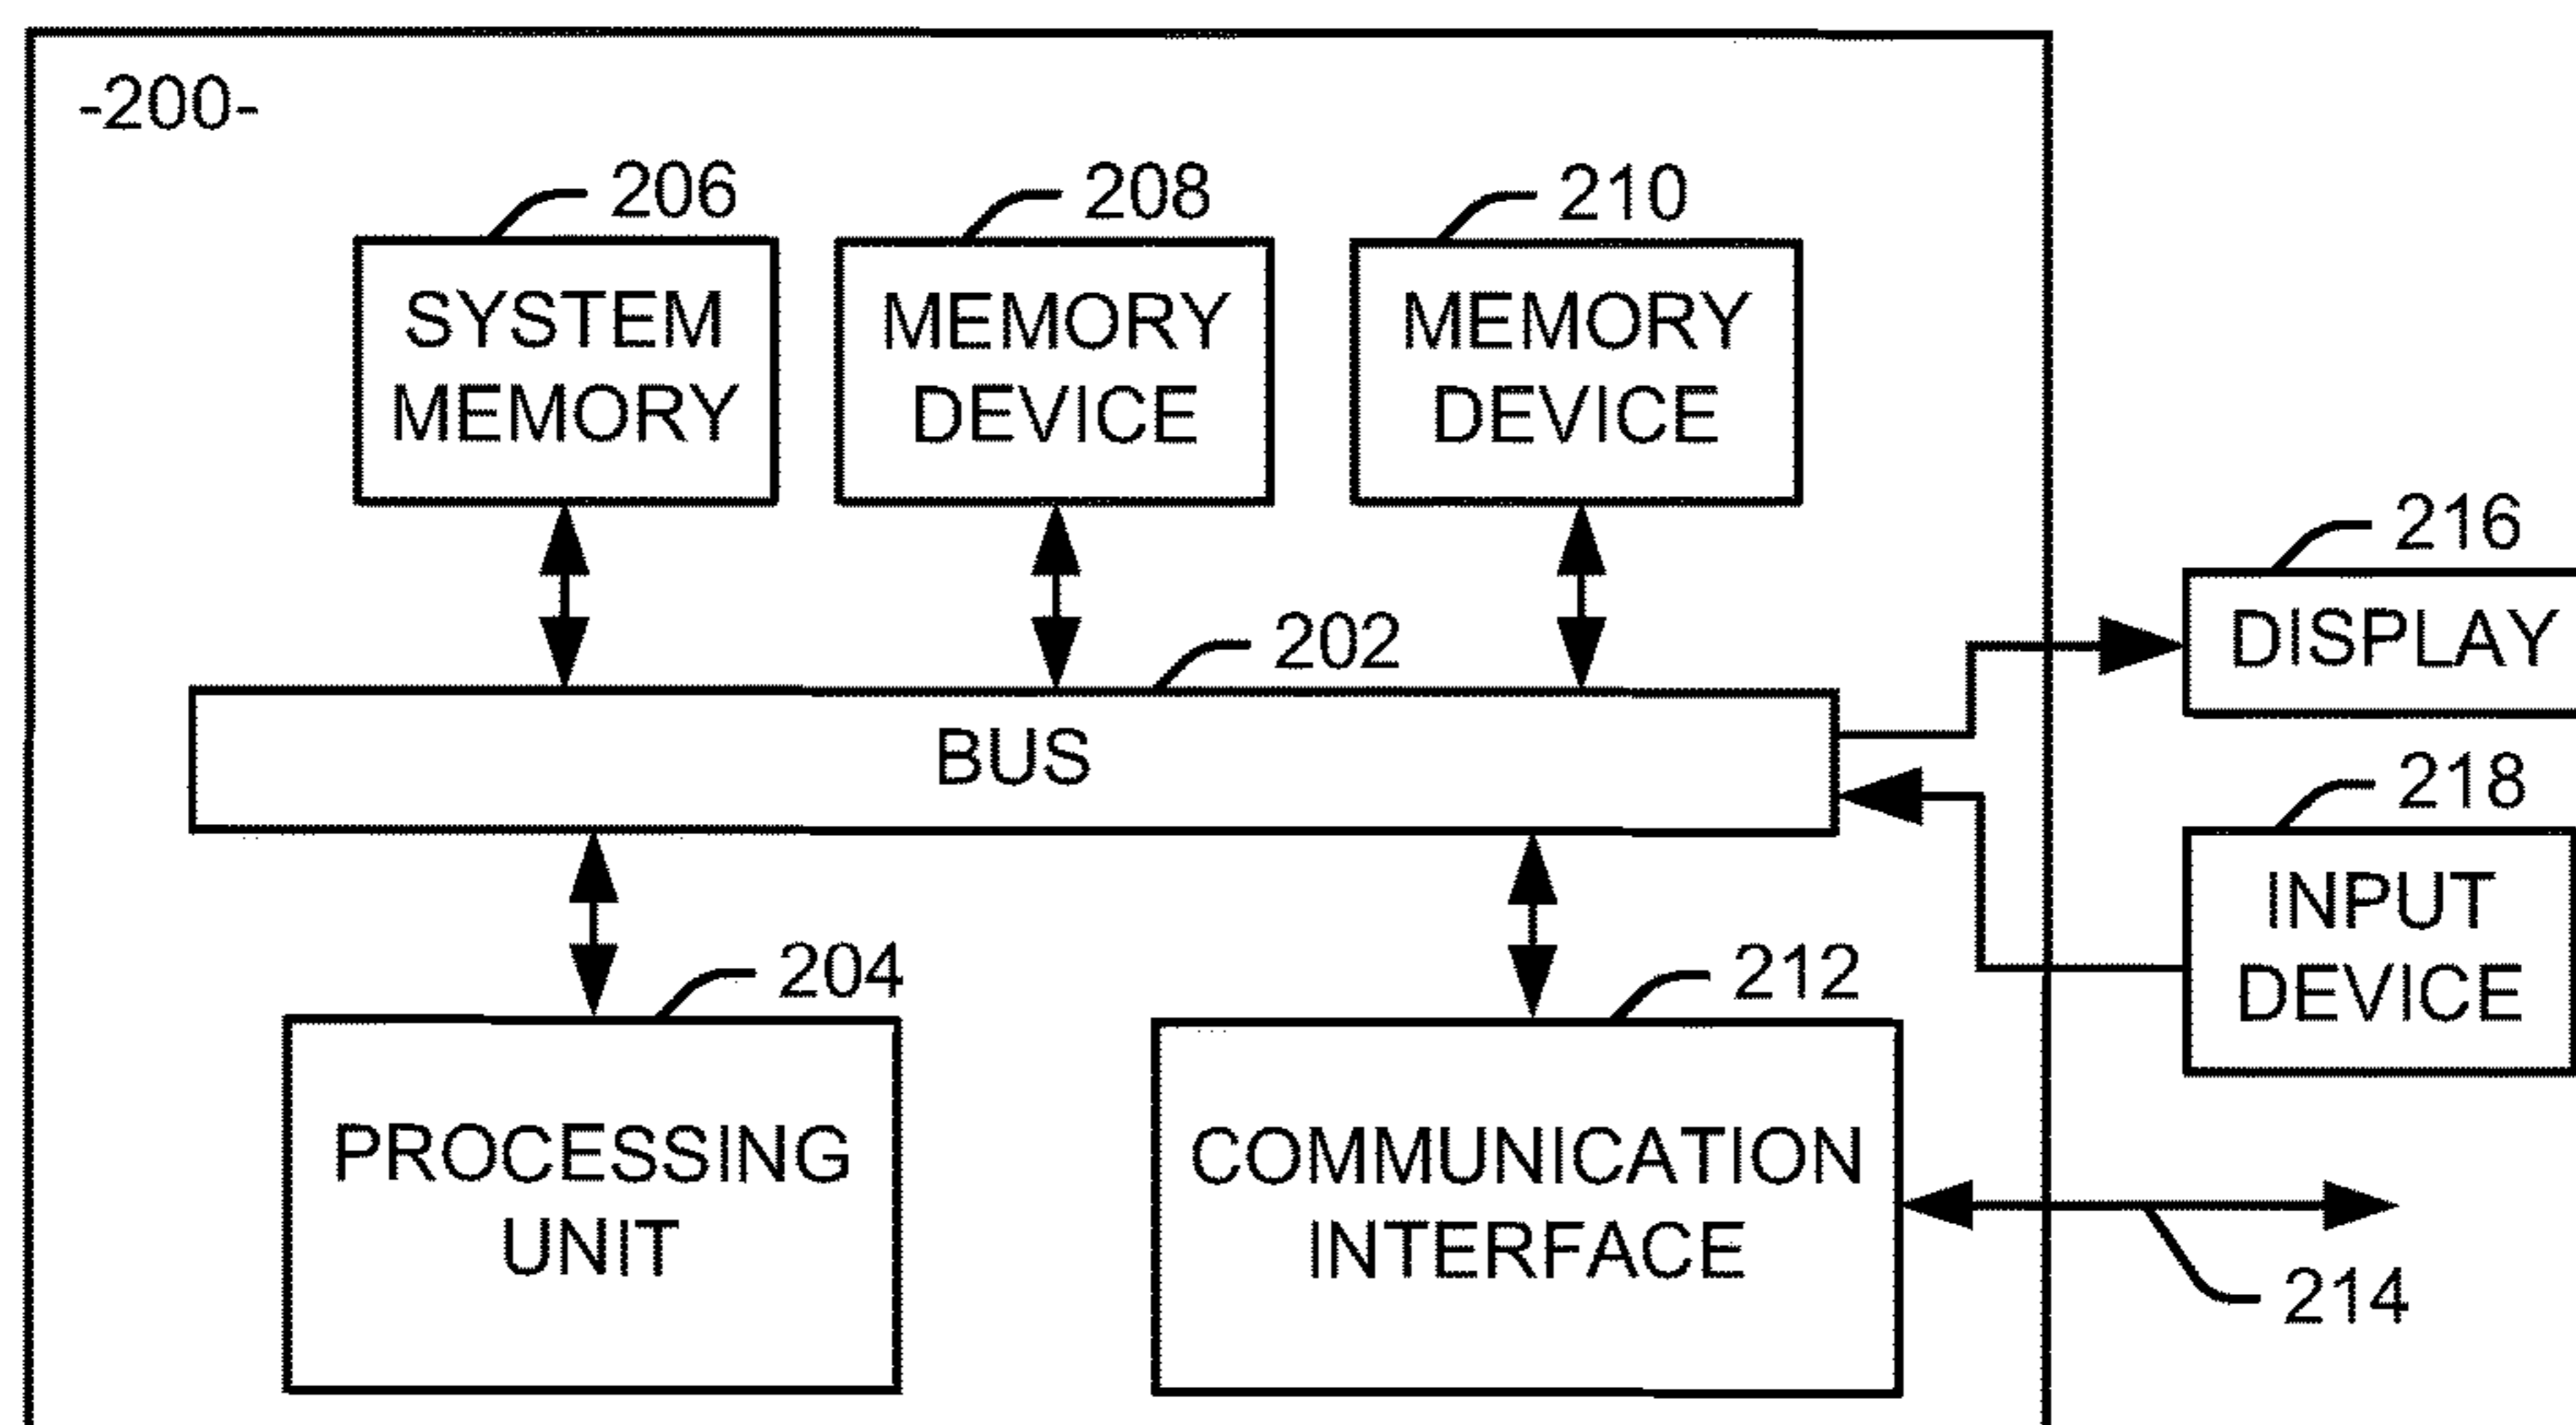 -200-
206
208
210
SYSTEM
MEMORY
MEMORY
DEVICE
MEMORY
DEVICE
216
DISPLAY
202
BUS
218
INPUT
DEVICE
204
212
PROCESSING
UNIT
COMMUNICATION
INTERFACE
214